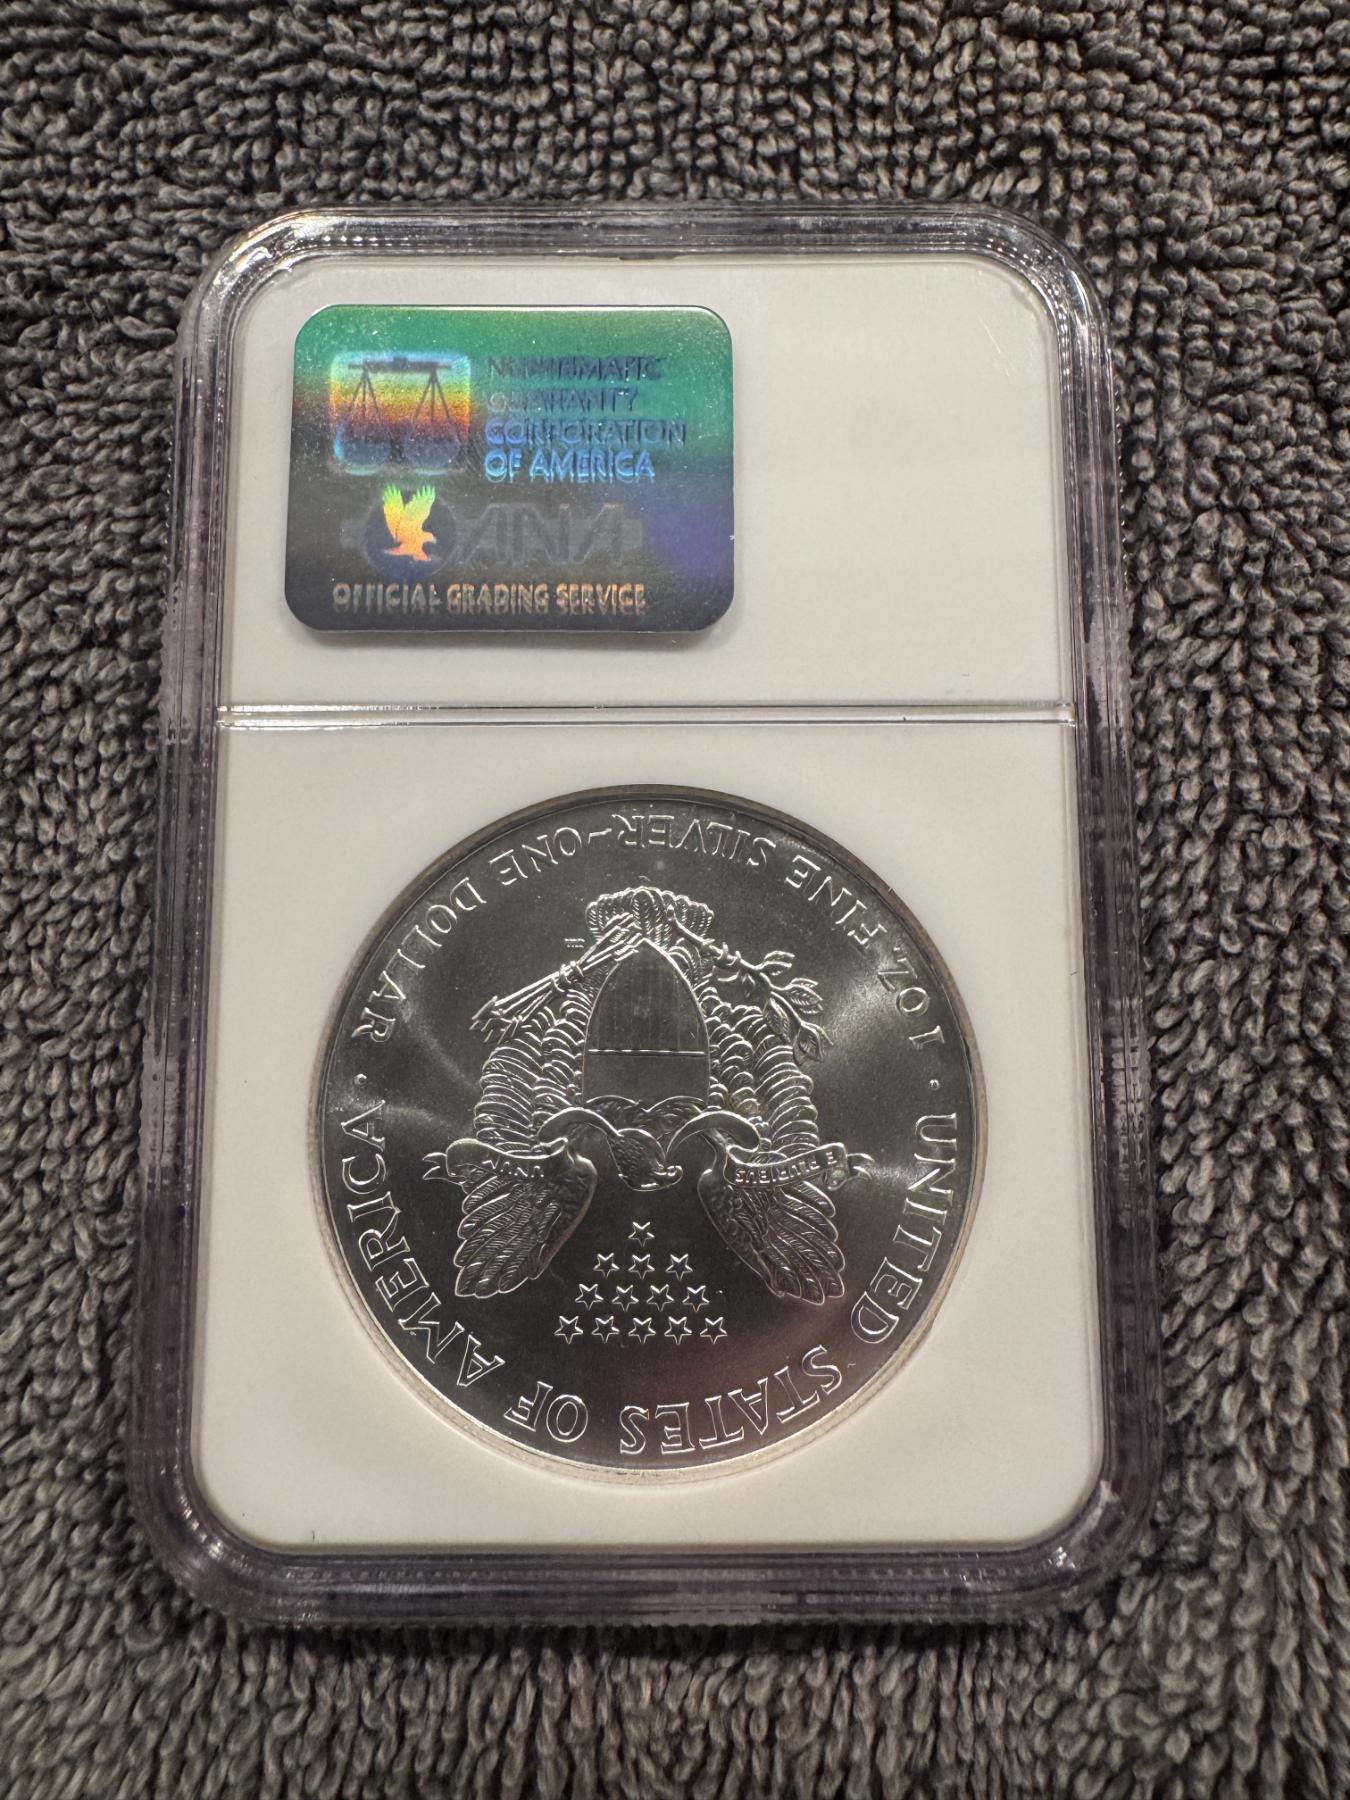 NUMISMATIC
GUARANTY
CORPORATION
OF AMERICA
ANA
OFFICIAL GRADING SERVICE
UNITED STATES OF AMERICA
· 1 OZ. FINE SILVER~ONE DOLLAR ·
E PLURIBUS
UNUM